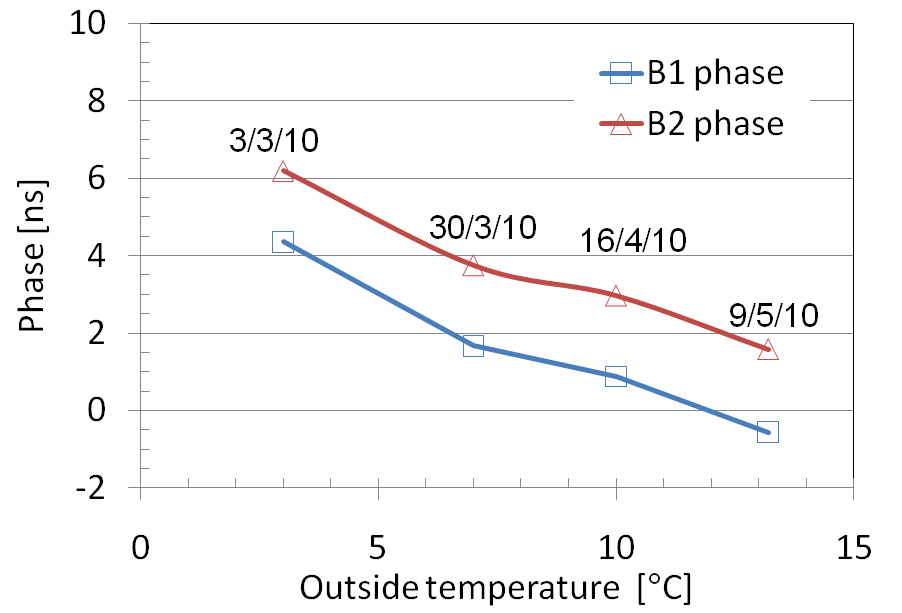 10
8
6
4
2
0
-2
Phase [ns]
B1 phase
B2 phase
3/3/10
30/3/10
16/4/10
9/5/10
0 5 10 15
Outside temperature [°C]